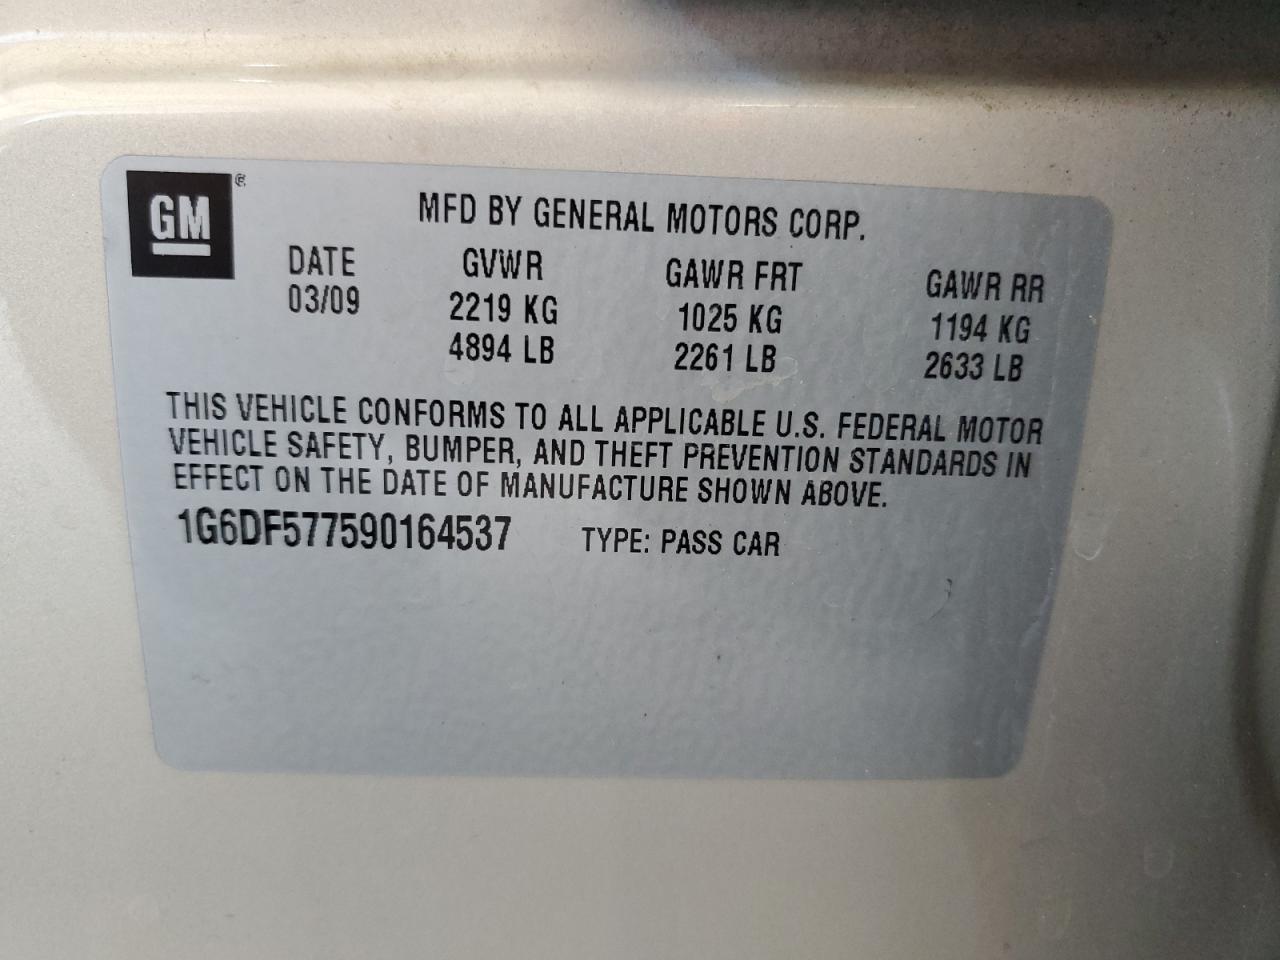 GM ®
MFD BY GENERAL MOTORS CORP.
DATE GVWR GAWR FRT GAWR RR
03/09 2219 KG 1025 KG 1194 KG
4894 LB 2261 LB 2633 LB
THIS VEHICLE CONFORMS TO ALL APPLICABLE U.S. FEDERAL MOTOR
VEHICLE SAFETY, BUMPER, AND THEFT PREVENTION STANDARDS IN
EFFECT ON THE DATE OF MANUFACTURE SHOWN ABOVE.
1G6DF577590164537 TYPE: PASS CAR